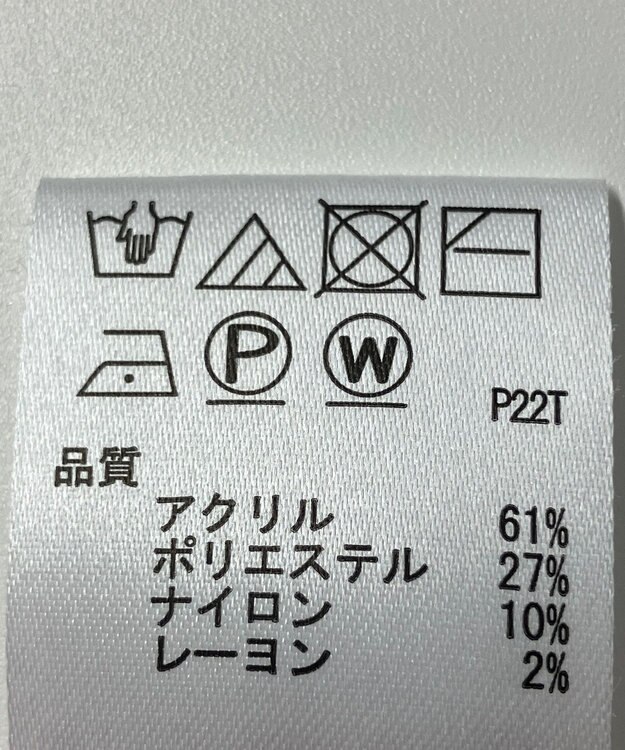 P W
P22T
品質
アクリル 61%
ポリエステル 27%
ナイロン 10%
レーヨン 2%